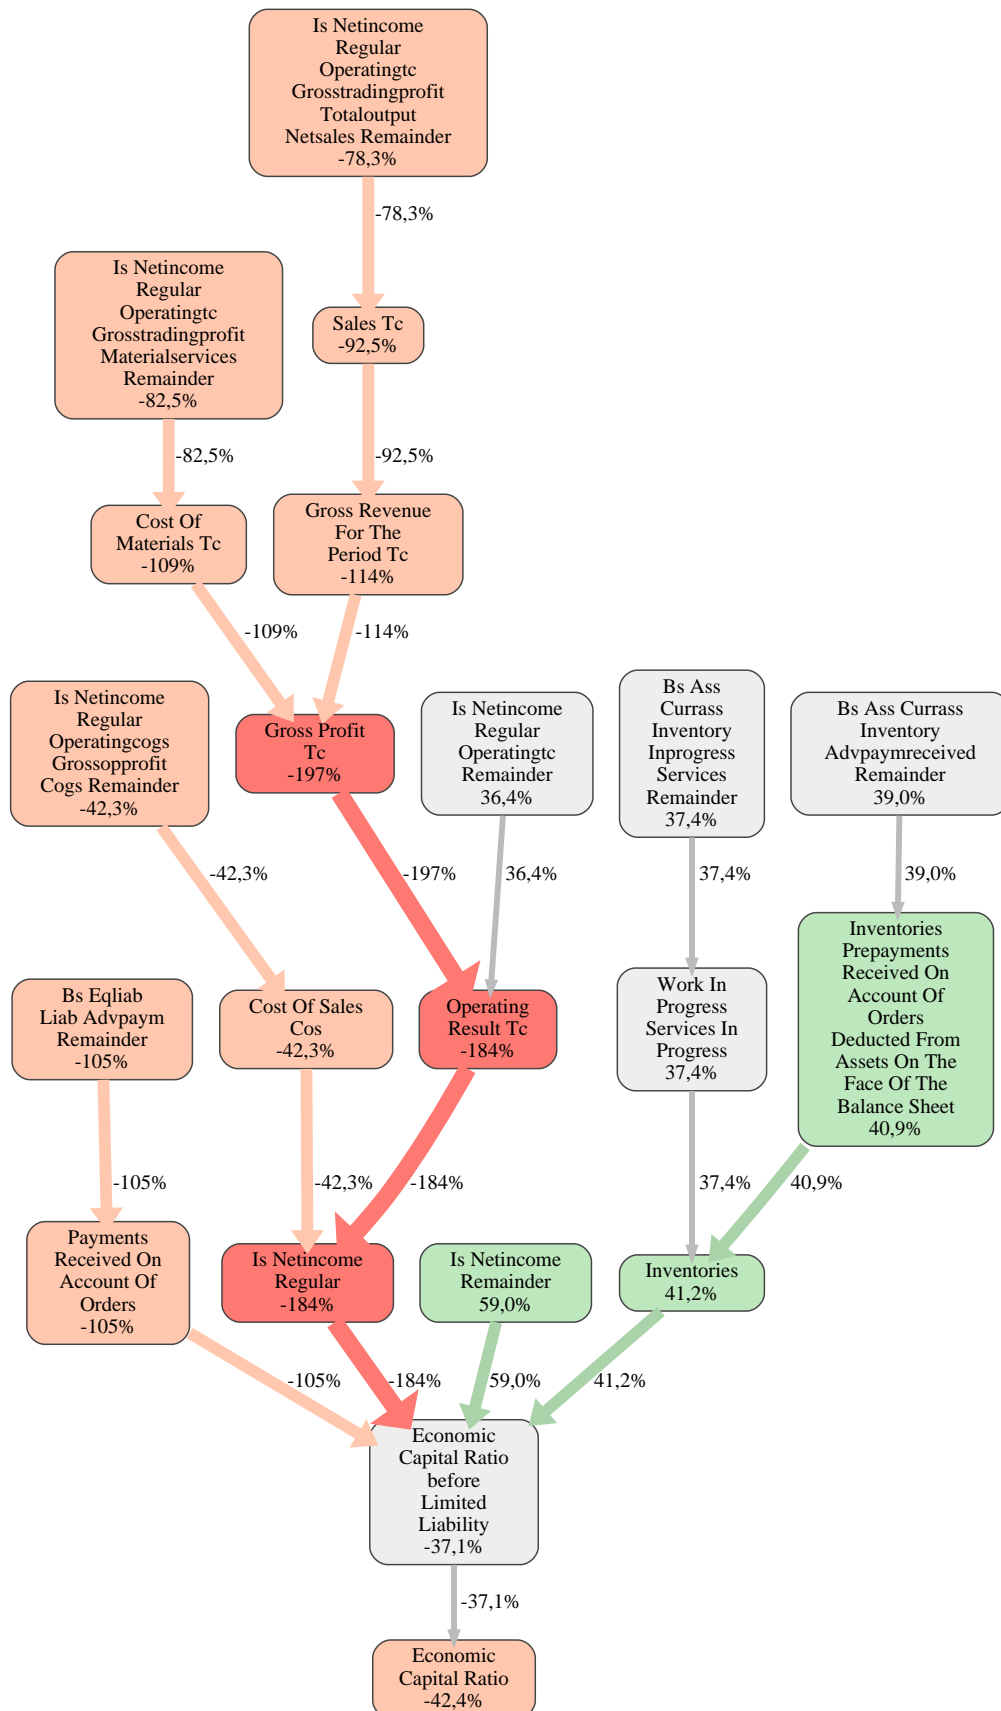 Is Netincome
Regular
Operatingtc
Grosstradingprofit
Totaloutput
Netsales Remainder
-78,3%
-78,3%
Is Netincome
Regular
Operatingtc
Grosstradingprofit
Materialservices
Remainder
-82,5%
Sales Tc
-92,5%
-82,5%
-92,5%
Cost Of
Materials Tc
-109%
Gross Revenue
For The
Period Tc
-114%
-109%
-114%
Is Netincome
Regular
Operatingcogs
Grossopprofit
Cogs Remainder
-42,3%
Gross Profit
Tc
-197%
Is Netincome
Regular
Operatingtc
Remainder
36,4%
Bs Ass
Currass
Inventory
Inprogress
Services
Remainder
37,4%
Bs Ass Currass
Inventory
Advpaymreceived
Remainder
39,0%
-42,3%
-197%
36,4%
37,4%
39,0%
Bs Eqliab
Liab Advpaym
Remainder
-105%
Cost Of Sales
Cos
-42,3%
Operating
Result Tc
-184%
Work In
Progress
Services In
Progress
37,4%
Inventories
Prepayments
Received On
Account Of
Orders
Deducted From
Assets On The
Face Of The
Balance Sheet
40,9%
-105%
-42,3%
-184%
37,4%
40,9%
Payments
Received On
Account Of
Orders
-105%
Is Netincome
Regular
-184%
Is Netincome
Remainder
59,0%
Inventories
41,2%
-105%
-184%
59,0%
41,2%
Economic
Capital Ratio
before
Limited
Liability
-37,1%
-37,1%
Economic
Capital Ratio
-42,4%